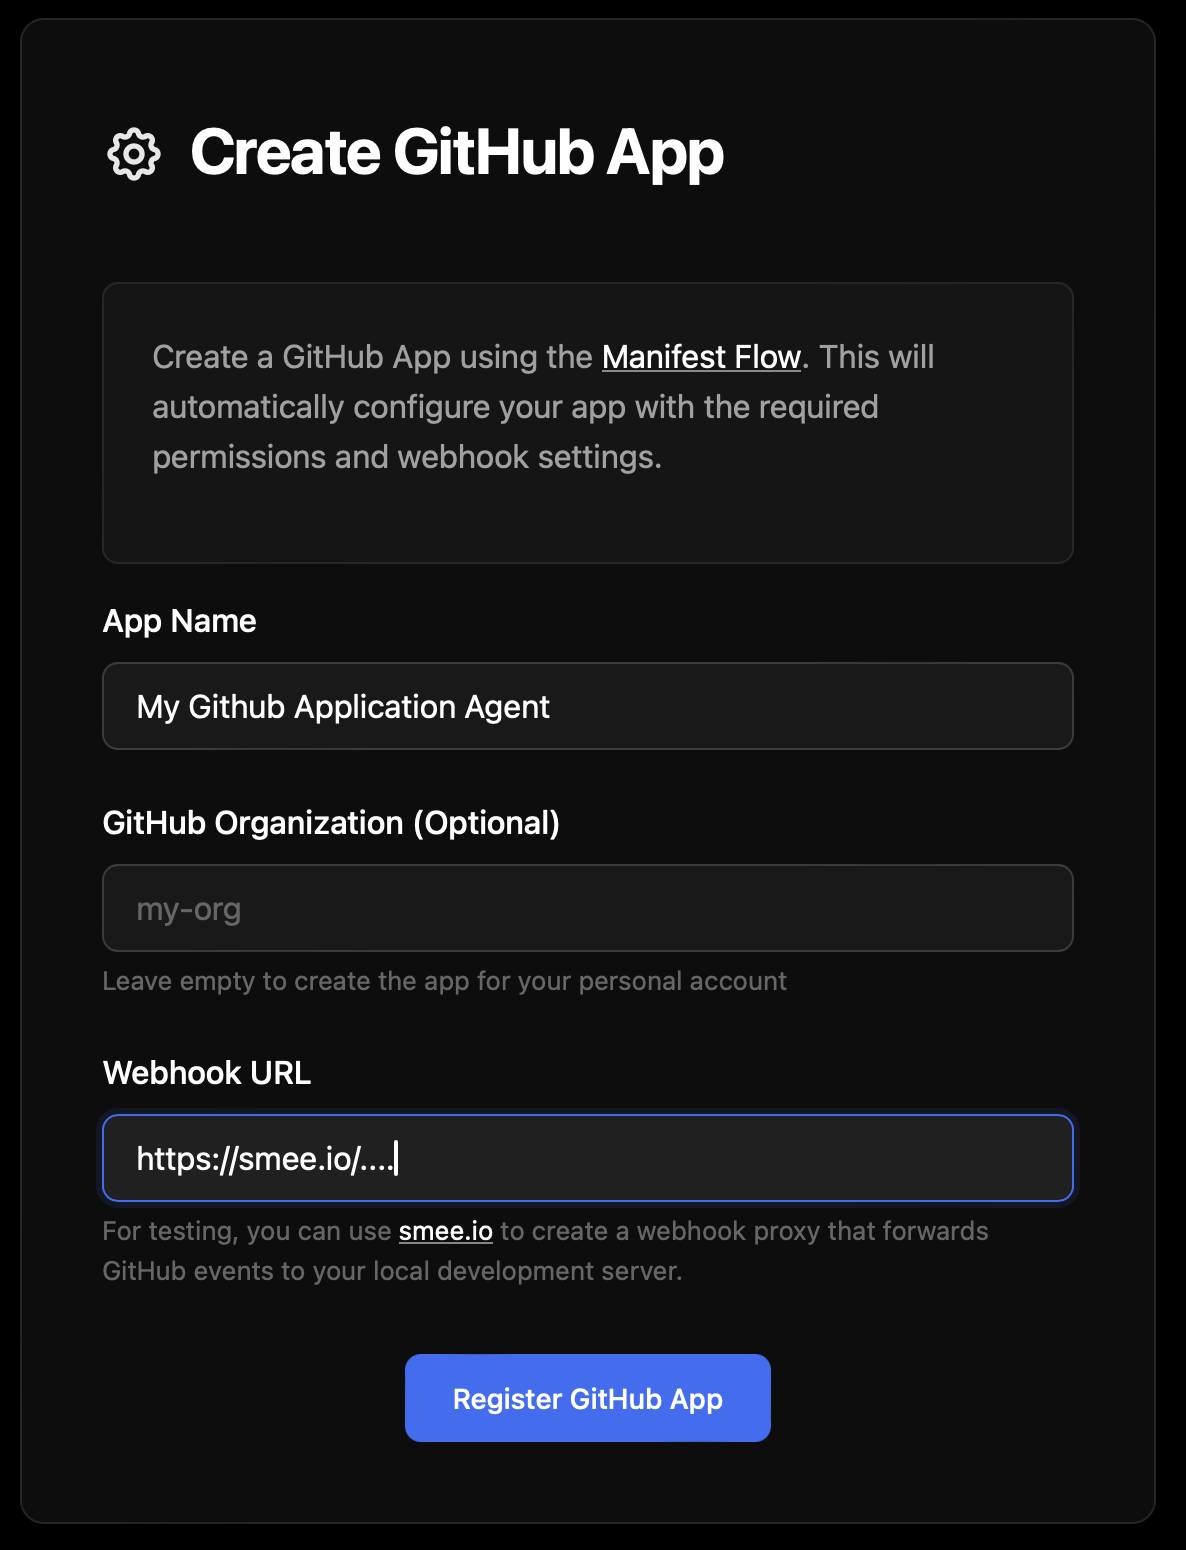 Create GitHub App
Create a GitHub App using the Manifest Flow. This will
automatically configure your app with the required
permissions and webhook settings.
App Name
My Github Application Agent
GitHub Organization (Optional)
my-org
Leave empty to create the app for your personal account
Webhook URL
https://smee.io/....
For testing, you can use smee.io to create a webhook proxy that forwards
GitHub events to your local development server.
Register GitHub App